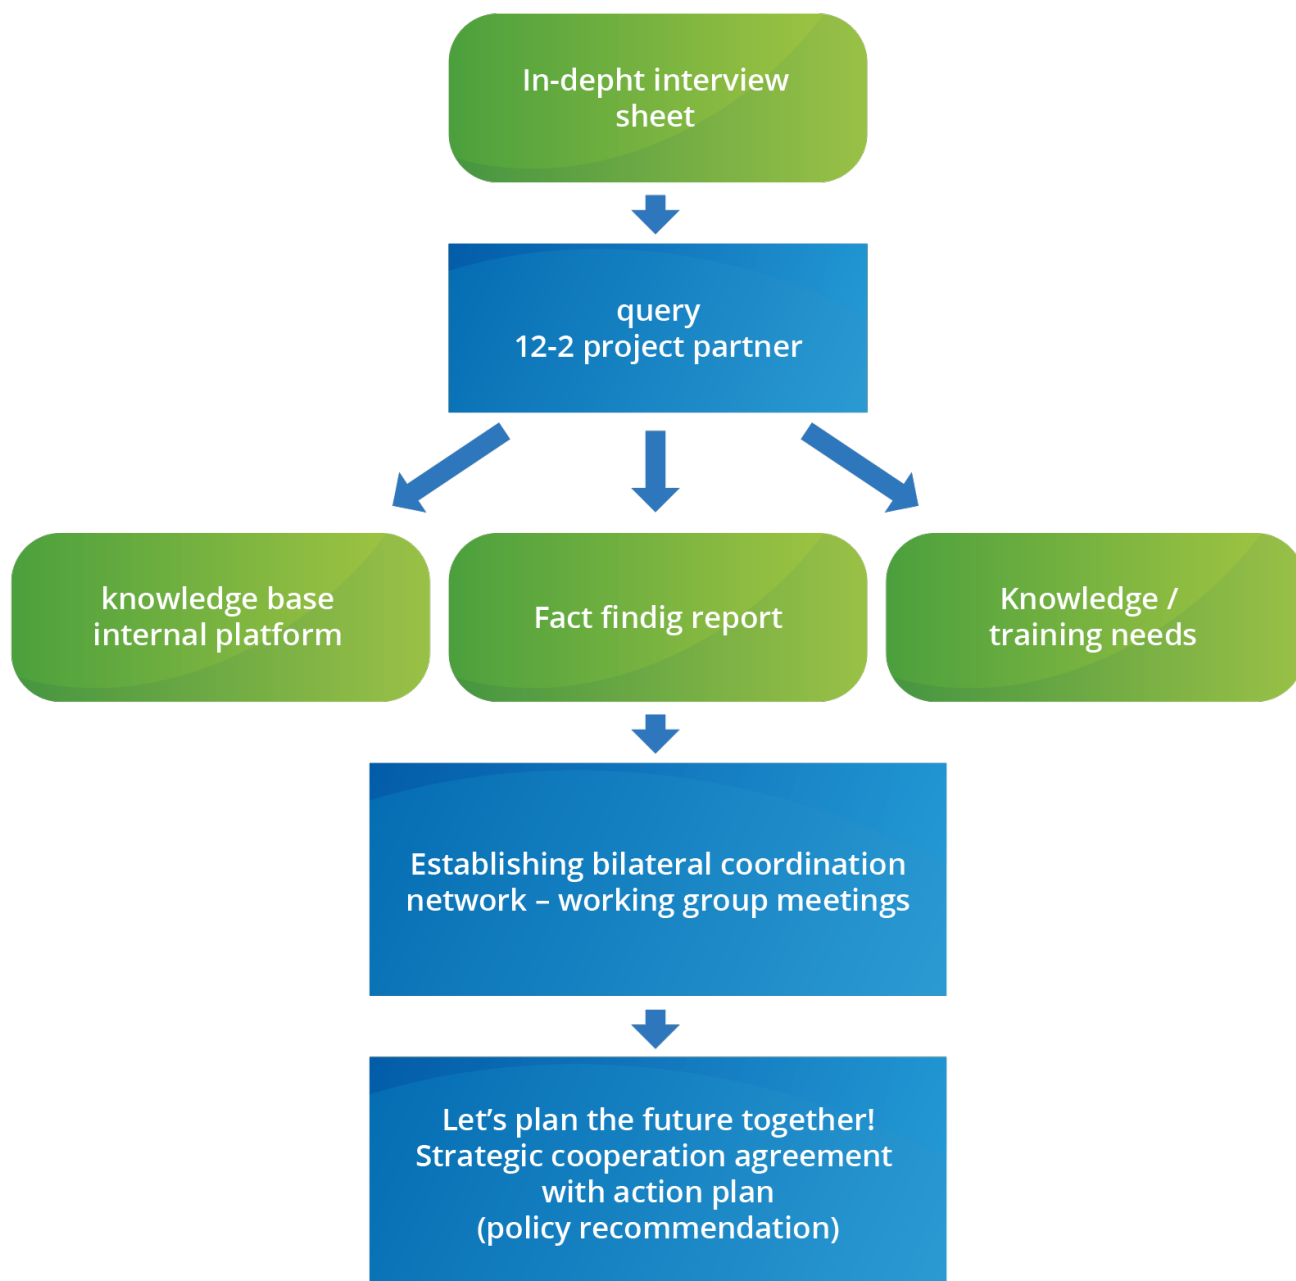 In-depht interview
sheet
query
12-2 project partner
knowledge base
internal platform
Fact findig report
Knowledge /
training needs
Establishing bilateral coordination
network – working group meetings
Let’s plan the future together!
Strategic cooperation agreement
with action plan
(policy recommendation)